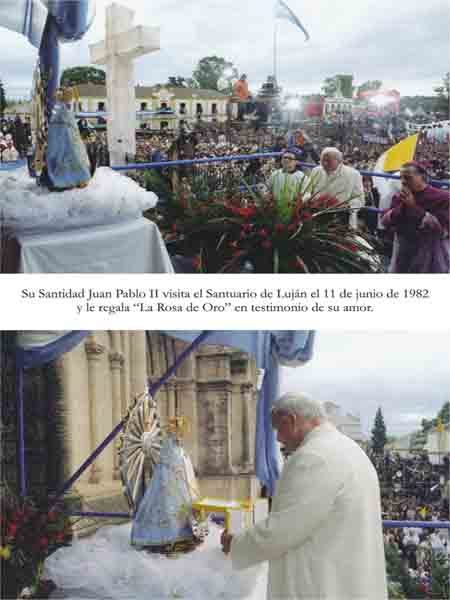 Su Santidad Juan Pablo II visita el Santuario de Luján el 11 de junio de 1982
y le regala “La Rosa de Oro” en testimonio de su amor.